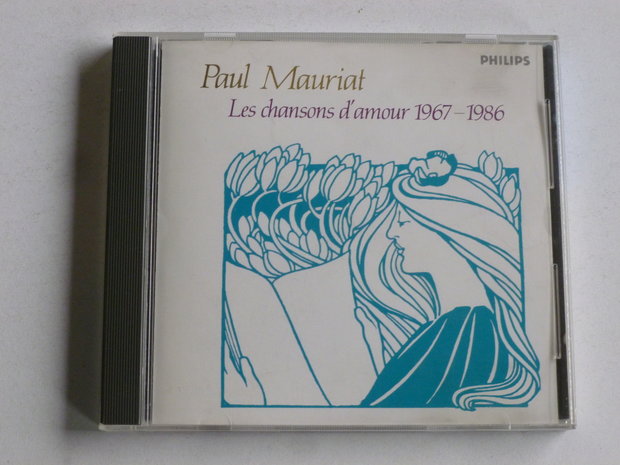 PHILIPS
Paul Mauriat
Les chansons d'amour 1967–1986